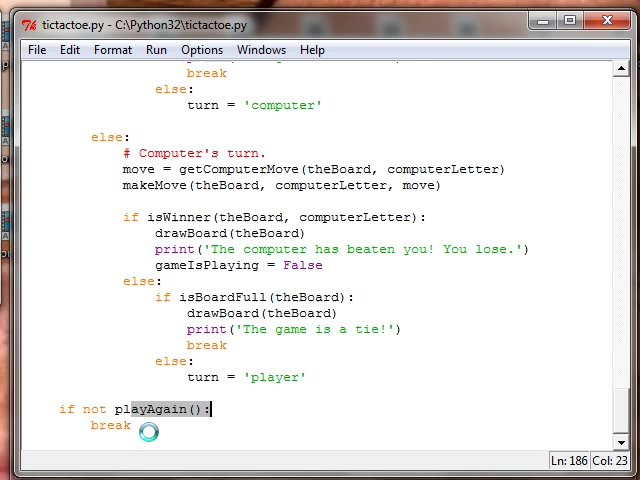 tictactoe.py - C:\Python32\tictactoe.py
File Edit Format Run Options Windows Help
break
else:
turn = 'computer'
else:
# Computer's turn.
move = getComputerMove(theBoard, computerLetter)
makeMove(theBoard, computerLetter, move)
if isWinner(theBoard, computerLetter):
drawBoard(theBoard)
print('The computer has beaten you! You lose.')
gameIsPlaying = False
else:
if isBoardFull(theBoard):
drawBoard(theBoard)
print('The game is a tie!')
break
else:
turn = 'player'
if not playAgain():
break
Ln: 186 Col: 23